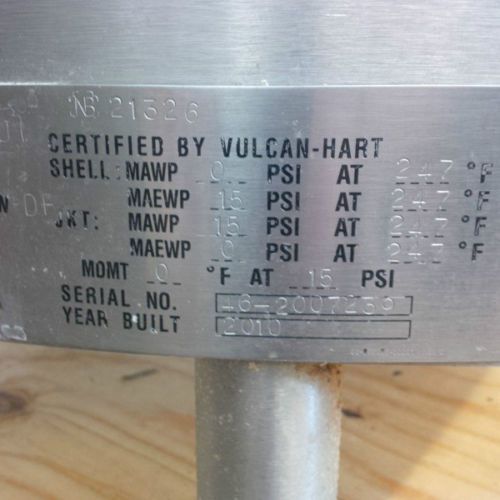 NB 21326
CERTIFIED BY VULCAN-HART
SHELL: MAWP 0 PSI AT 247 °F
MAEWP 15 PSI AT 247 °F
JKT: MAWP 15 PSI AT 247 °F
MAEWP 0 PSI AT 247 °F
MDMT 0 °F AT 15 PSI
SERIAL NO. 46-2007239
YEAR BUILT 2010